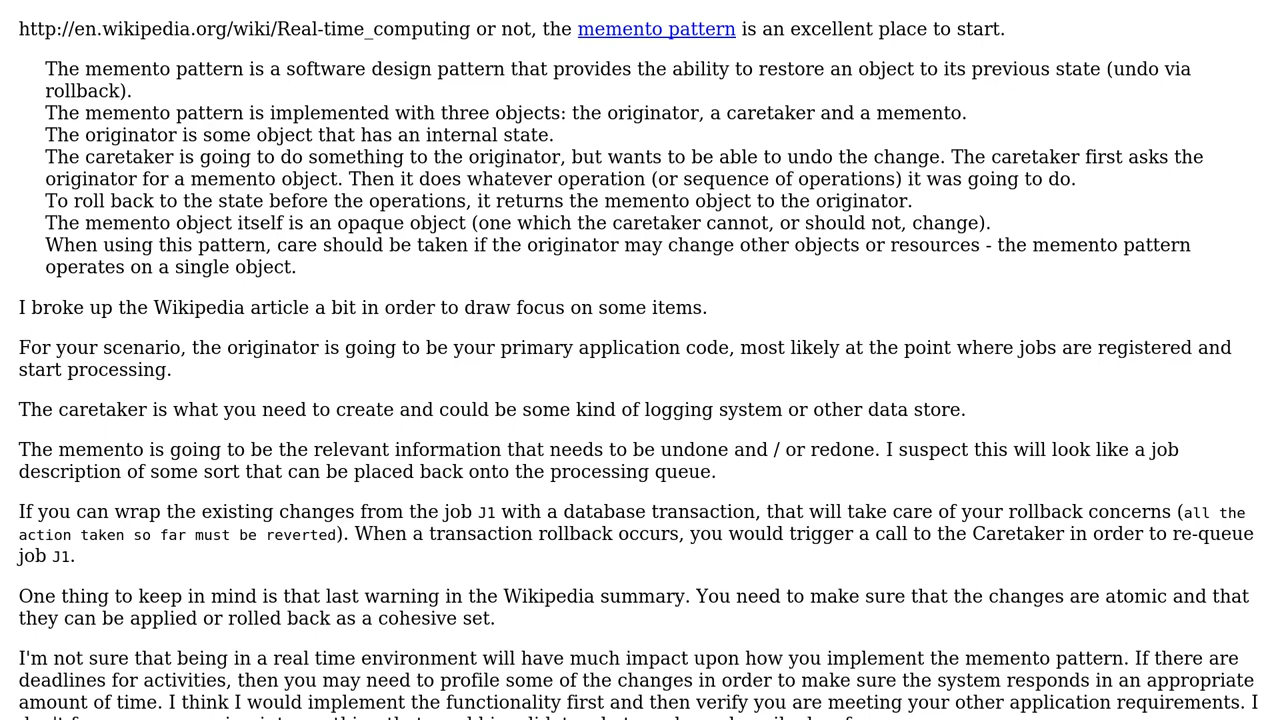 http://en.wikipedia.org/wiki/Real-time_computing or not, the memento pattern is an excellent place to start.
The memento pattern is a software design pattern that provides the ability to restore an object to its previous state (undo via
rollback).
The memento pattern is implemented with three objects: the originator, a caretaker and a memento.
The originator is some object that has an internal state.
The caretaker is going to do something to the originator, but wants to be able to undo the change. The caretaker first asks the
originator for a memento object. Then it does whatever operation (or sequence of operations) it was going to do.
To roll back to the state before the operations, it returns the memento object to the originator.
The memento object itself is an opaque object (one which the caretaker cannot, or should not, change).
When using this pattern, care should be taken if the originator may change other objects or resources - the memento pattern
operates on a single object.
I broke up the Wikipedia article a bit in order to draw focus on some items.
For your scenario, the originator is going to be your primary application code, most likely at the point where jobs are registered and
start processing.
The caretaker is what you need to create and could be some kind of logging system or other data store.
The memento is going to be the relevant information that needs to be undone and / or redone. I suspect this will look like a job
description of some sort that can be placed back onto the processing queue.
If you can wrap the existing changes from the job J1 with a database transaction, that will take care of your rollback concerns (all the
action taken so far must be reverted). When a transaction rollback occurs, you would trigger a call to the Caretaker in order to re-queue
job J1.
One thing to keep in mind is that last warning in the Wikipedia summary. You need to make sure that the changes are atomic and that
they can be applied or rolled back as a cohesive set.
I'm not sure that being in a real time environment will have much impact upon how you implement the memento pattern. If there are
deadlines for activities, then you may need to profile some of the changes in order to make sure the system responds in an appropriate
amount of time. I think I would implement the functionality first and then verify you are meeting your other application requirements. I